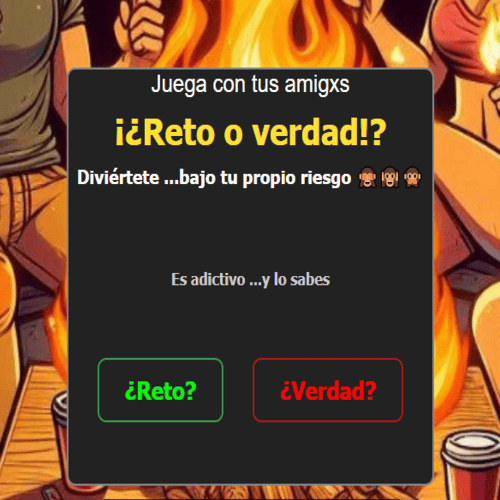 Juega con tus amigxs
¡¿Reto o verdad!?
Diviértete ...bajo tu propio riesgo 🙈🙉🙊
Es adictivo ...y lo sabes
¿Reto?
¿Verdad?